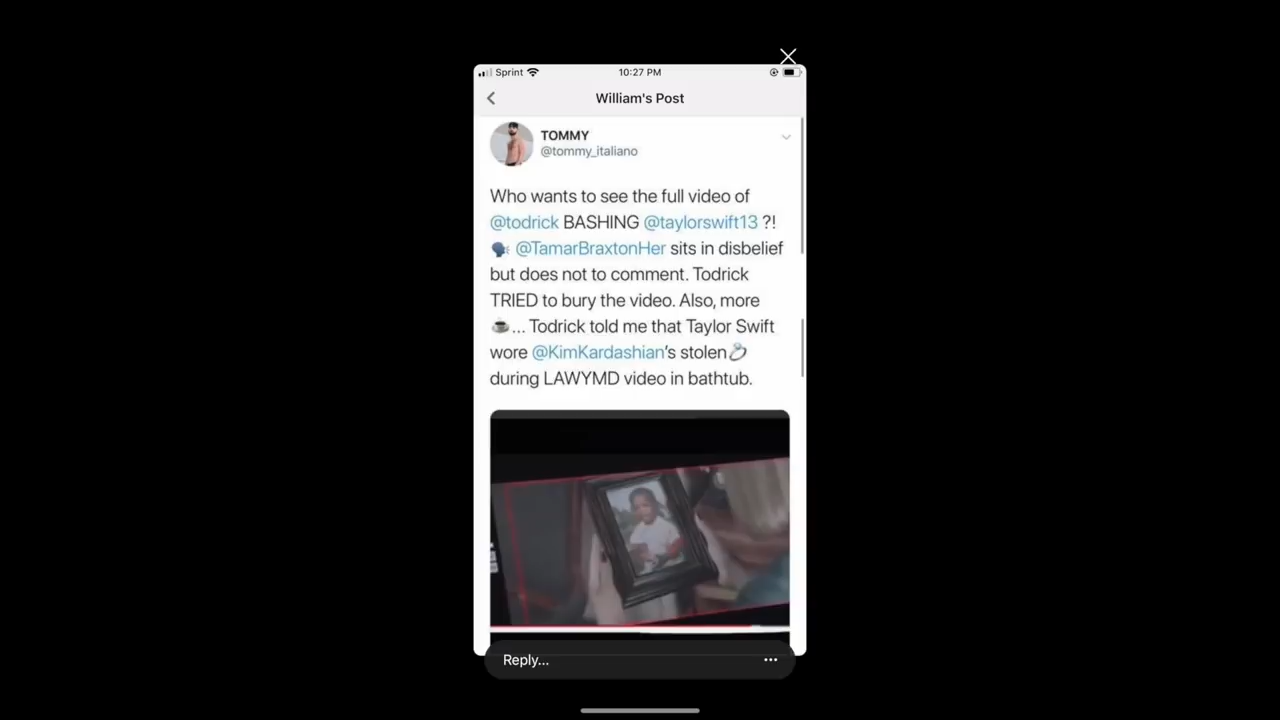 Sprint 10:27 PM
William's Post
TOMMY
@tommy_italiano
Who wants to see the full video of
@todrick BASHING @taylorswift13 ?!
🗣 @TamarBraxtonHer sits in disbelief
but does not to comment. Todrick
TRIED to bury the video. Also, more
☕... Todrick told me that Taylor Swift
wore @KimKardashian's stolen💍
during LAWYMD video in bathtub.
Reply...